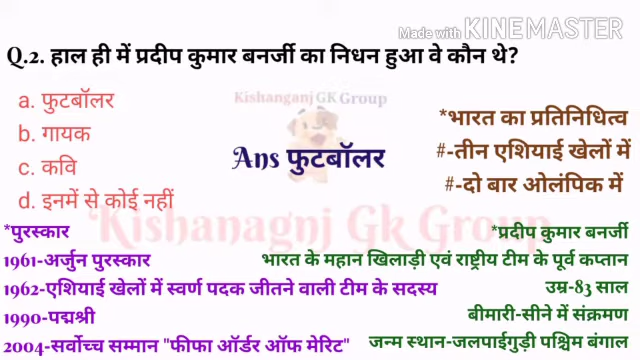 Made with KINEMASTER
Q.2. हाल ही में प्रदीप कुमार बनर्जी का निधन हुआ वे कौन थे?
a. फुटबॉलर
b. गायक
c. कवि
d. इनमें से कोई नहीं
Kishanganj GK Group
Ans फुटबॉलर
*भारत का प्रतिनिधित्व
#-तीन एशियाई खेलों में
#-दो बार ओलंपिक में
Kishanagnj Gk Group
*पुरस्कार
1961-अर्जुन पुरस्कार
1962-एशियाई खेलों में स्वर्ण पदक जीतने वाली टीम के सदस्य
1990-पद्मश्री
2004-सर्वोच्च सम्मान "फीफा ऑर्डर ऑफ मेरिट"
*प्रदीप कुमार बनर्जी
भारत के महान खिलाड़ी एवं राष्ट्रीय टीम के पूर्व कप्तान
उम्र-83 साल
बीमारी-सीने में संक्रमण
जन्म स्थान-जलपाईगुड़ी पश्चिम बंगाल